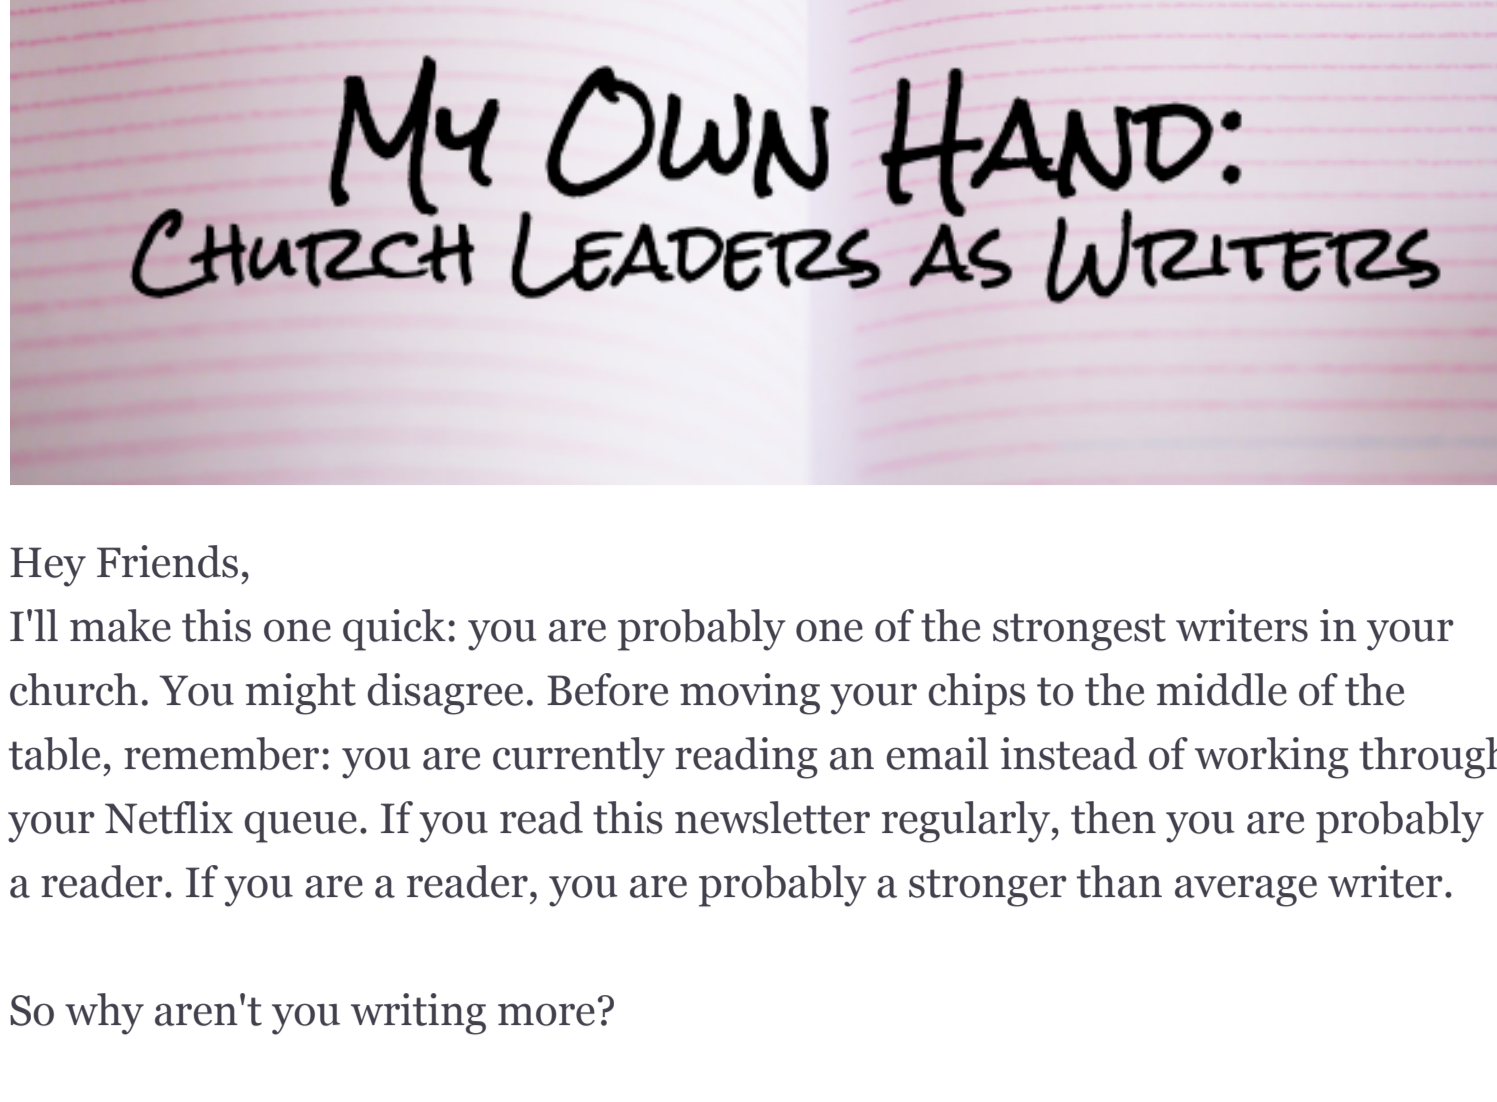 My Own Hand:
Church Leaders as Writers
Hey Friends,
I'll make this one quick: you are probably one of the strongest writers in your
church. You might disagree. Before moving your chips to the middle of the
table, remember: you are currently reading an email instead of working through
your Netflix queue. If you read this newsletter regularly, then you are probably
a reader. If you are a reader, you are probably a stronger than average writer.
So why aren't you writing more?